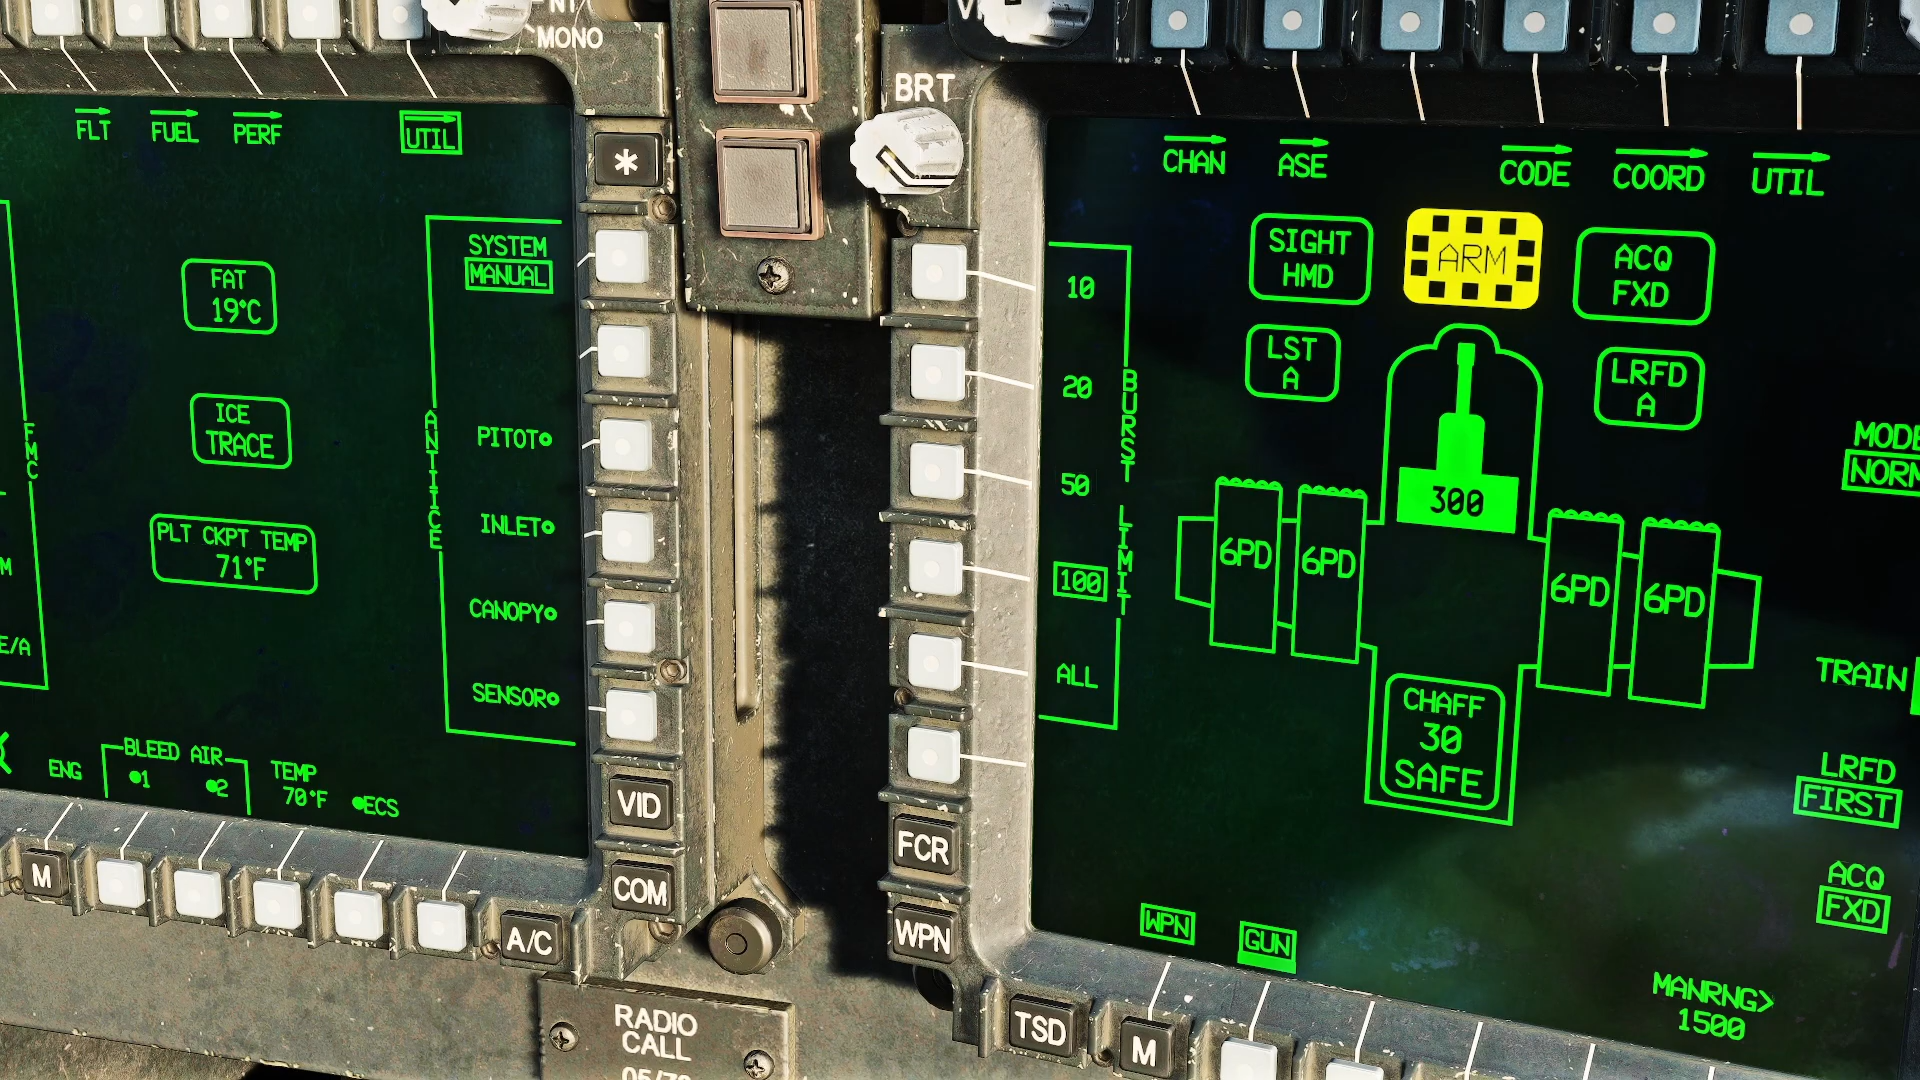 MONO
BRT
FLT
FUEL
PERF
UTIL
FAT
19°C
ICE
TRACE
PLT CKPT TEMP
71°F
FMC
E/A
SYSTEM
MANUAL
ANTI ICE
PITOT
INLET
CANOPY
SENSOR
ENG
BLEED AIR
1
2
TEMP
70°F
ECS
*
VID
COM
M
A/C
RADIO
CALL
CHAN
ASE
CODE
COORD
UTIL
SIGHT
HMD
ARM
ACQ
FXD
LST
A
LRFD
A
10
20
50
100
ALL
BURST LIMIT
300
6PD
6PD
6PD
6PD
CHAFF
30
SAFE
MODE
NORM
TRAIN
LRFD
FIRST
ACQ
FXD
WPN
GUN
MANRNG>
1500
FCR
WPN
TSD
M